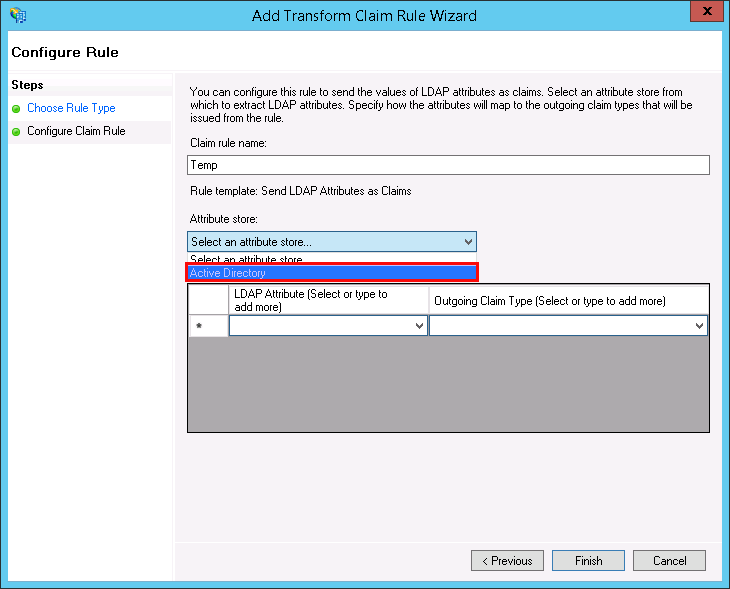 Add Transform Claim Rule Wizard
X
Configure Rule
Steps
Choose Rule Type
Configure Claim Rule
You can configure this rule to send the values of LDAP attributes as claims. Select an attribute store from
which to extract LDAP attributes. Specify how the attributes will map to the outgoing claim types that will be
issued from the rule.
Claim rule name:
Temp
Rule template: Send LDAP Attributes as Claims
Attribute store:
Select an attribute store...
Select an attribute store
Active Directory
LDAP Attribute (Select or type to
add more)
Outgoing Claim Type (Select or type to add more)
*
< Previous
Finish
Cancel